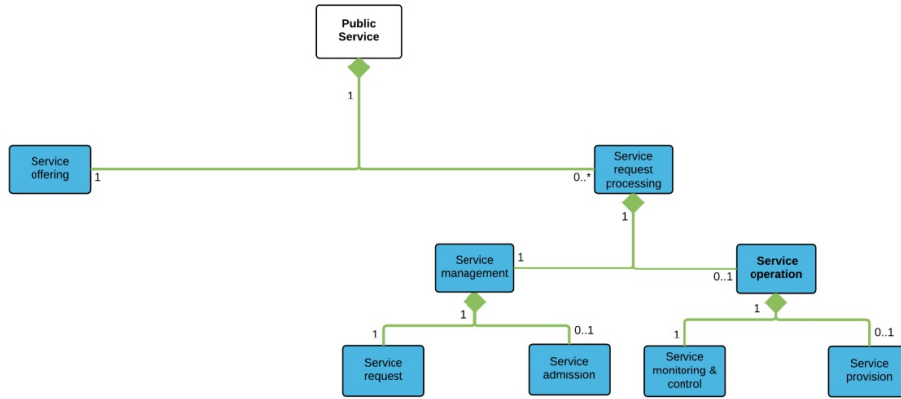 Public
Service
1
Service
offering
1
0..*
Service
request
processing
1
Service
management
1
0..1
Service
operation
1
1
1
0..1
1
0..1
Service
request
Service
admission
Service
monitoring &
control
Service
provision